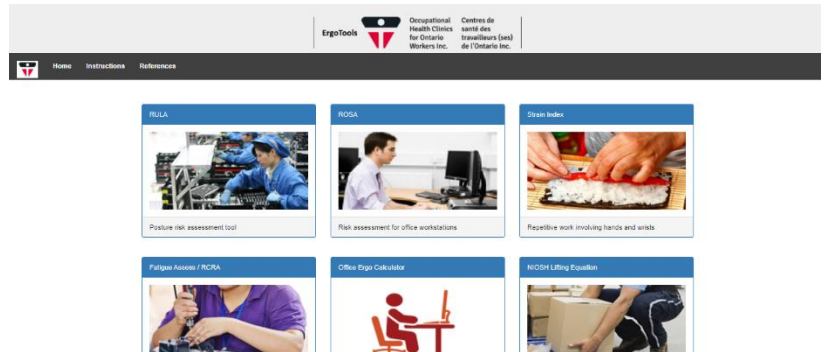 ErgoTools
Occupational
Health Clinics
for Ontario
Workers Inc.
Centres de
santé des
travailleurs (ses)
de l'Ontario Inc.
Home Instructions References
RULA
ROSA
Strain Index
Posture risk assessment tool
Risk assessment for office workstations
Repetitive work involving hands and wrists
Fatigue Assess / RCRA
Office Ergo Calculator
NIOSH Lifting Equation